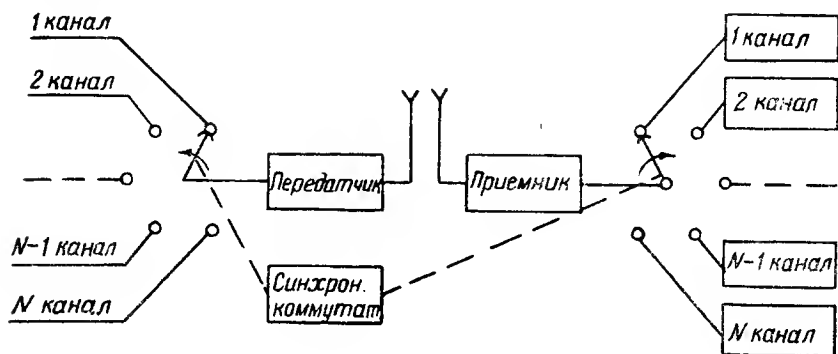 1 канал
2 канал
N-1 канал
N канал
Передатчик
Синхрон.
коммутат
Приемник
1 канал
2 канал
N-1 канал
N канал